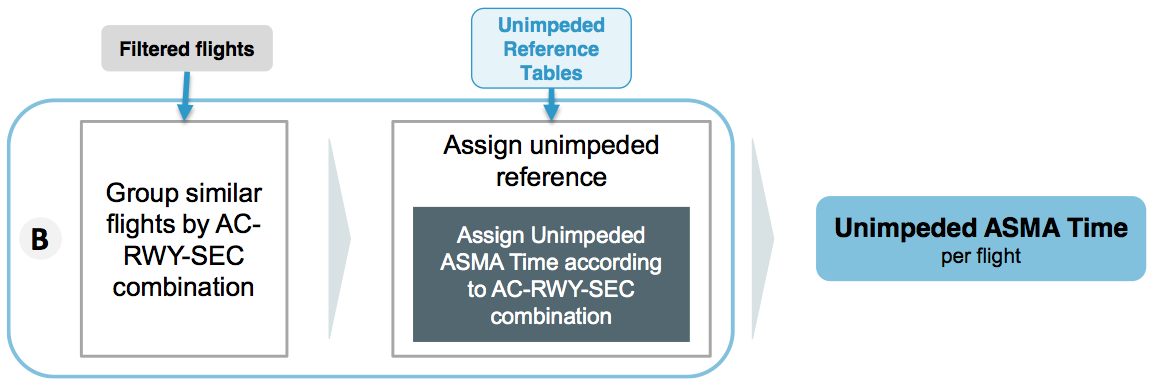 Filtered flights
Unimpeded
Reference
Tables
B
Group similar
flights by AC-
RWY-SEC
combination
Assign unimpeded
reference
Assign Unimpeded
ASMA Time according
to AC-RWY-SEC
combination
Unimpeded ASMA Time
per flight